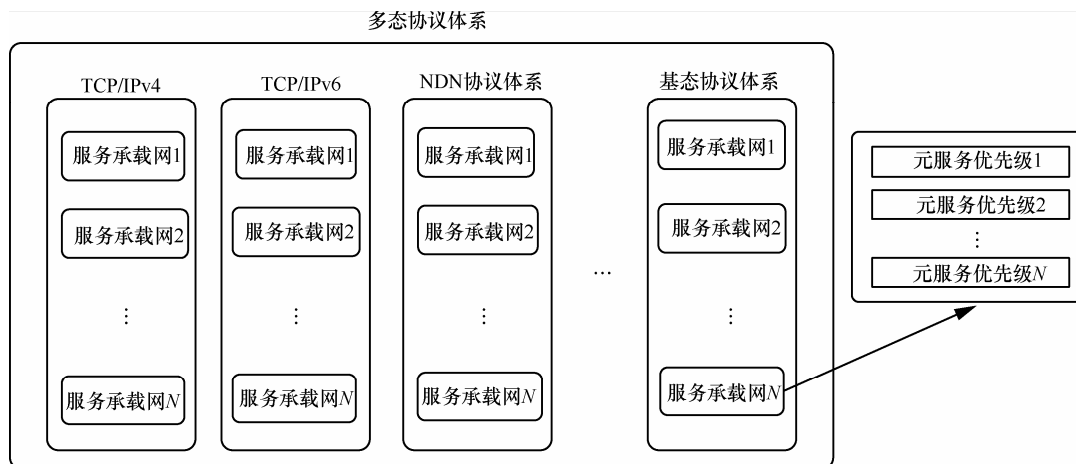 多态协议体系
TCP/IPv4
服务承载网1
服务承载网2
⋮
服务承载网N
TCP/IPv6
服务承载网1
服务承载网2
⋮
服务承载网N
NDN协议体系
服务承载网1
服务承载网2
⋮
服务承载网N
…
基态协议体系
服务承载网1
服务承载网2
⋮
服务承载网N
元服务优先级1
元服务优先级2
⋮
元服务优先级N